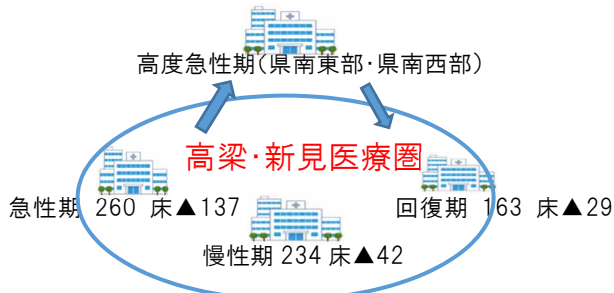 高度急性期(県南東部・県南西部)
高梁・新見医療圏
急性期 260 床▲137
回復期 163 床▲29
慢性期 234 床▲42